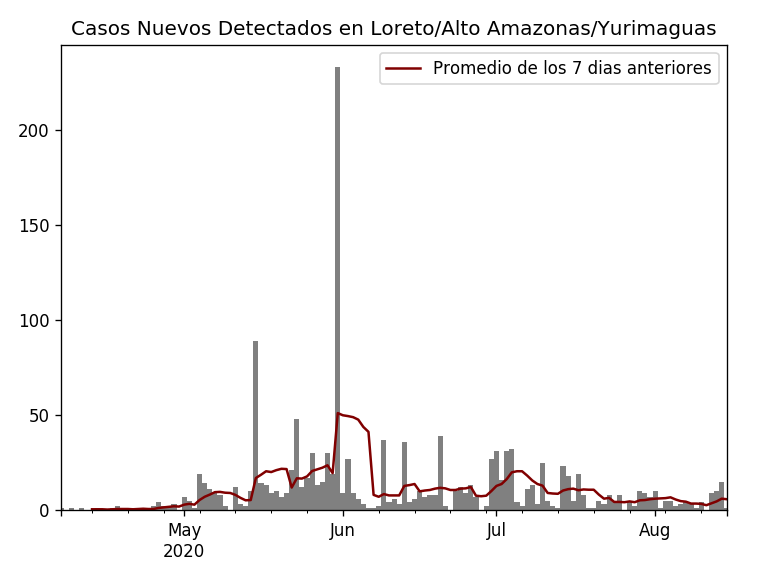 Casos Nuevos Detectados en Loreto/Alto Amazonas/Yurimaguas
Promedio de los 7 dias anteriores
200
150
100
50
0
May Jun Jul Aug
2020